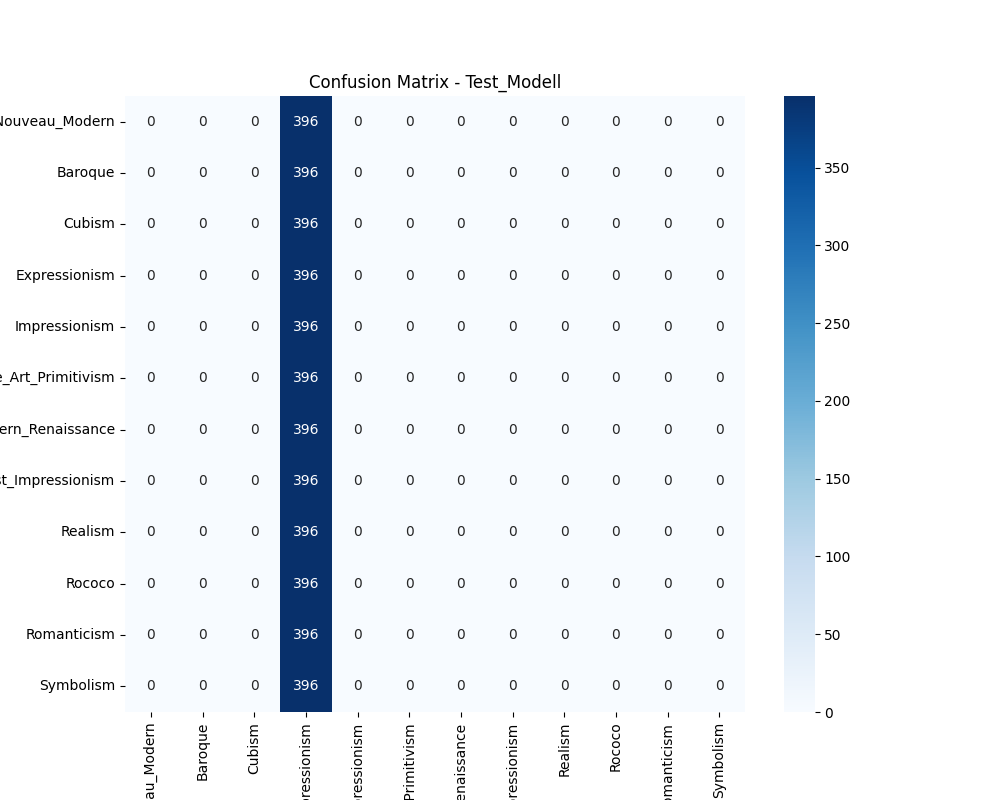 Confusion Matrix - Test_Modell
Nouveau_Modern 0 0 0 396 0 0 0 0 0 0 0 0
Baroque 0 0 0 396 0 0 0 0 0 0 0 0
Cubism 0 0 0 396 0 0 0 0 0 0 0 0
Expressionism 0 0 0 396 0 0 0 0 0 0 0 0
Impressionism 0 0 0 396 0 0 0 0 0 0 0 0
e_Art_Primitivism 0 0 0 396 0 0 0 0 0 0 0 0
ern_Renaissance 0 0 0 396 0 0 0 0 0 0 0 0
st_Impressionism 0 0 0 396 0 0 0 0 0 0 0 0
Realism 0 0 0 396 0 0 0 0 0 0 0 0
Rococo 0 0 0 396 0 0 0 0 0 0 0 0
Romanticism 0 0 0 396 0 0 0 0 0 0 0 0
Symbolism 0 0 0 396 0 0 0 0 0 0 0 0
au_Modern
Baroque
Cubism
ressionism
ressionism
Primitivism
enaissance
ressionism
Realism
Rococo
omanticism
Symbolism
350
300
250
200
150
100
50
0